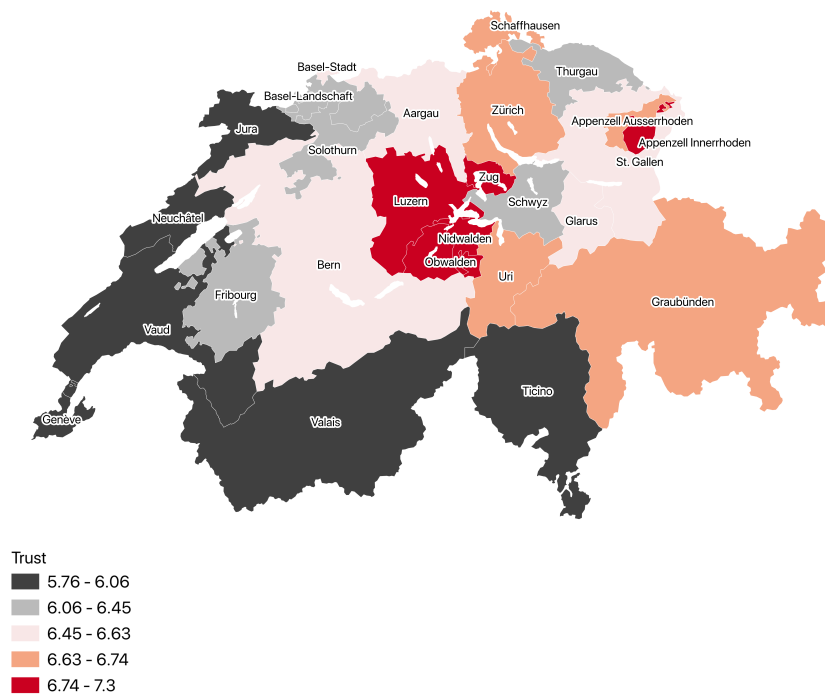 Schaffhausen
Basel-Stadt
Thurgau
Basel-Landschaft
Aargau
Zürich
Appenzell Ausserrhoden
Jura
Appenzell Innerrhoden
Solothurn
St. Gallen
Zug
Luzern
Schwyz
Neuchâtel
Glarus
Nidwalden
Bern
Obwalden
Uri
Fribourg
Graubünden
Vaud
Ticino
Genève
Valais
Trust
5.76 - 6.06
6.06 - 6.45
6.45 - 6.63
6.63 - 6.74
6.74 - 7.3